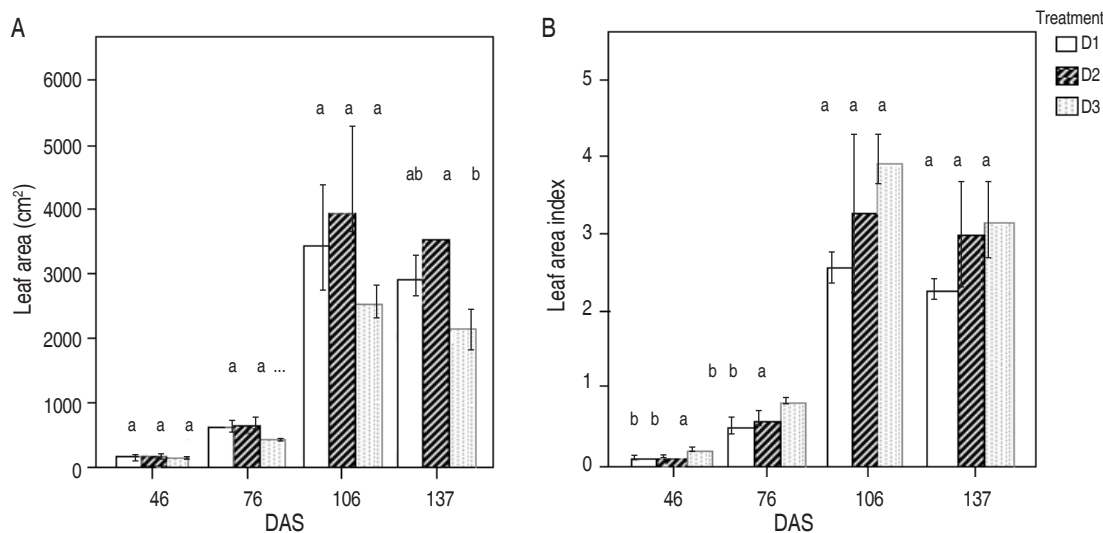 A
Leaf area (cm²)
6000
5000
4000
3000
2000
1000
0
a a a
a a ...
a a a
ab a b
46 76 106 137
DAS
B
Leaf area index
5
4
3
2
1
0
b b a
b b a
a a a
a a a
46 76 106 137
DAS
Treatment
D1
D2
D3